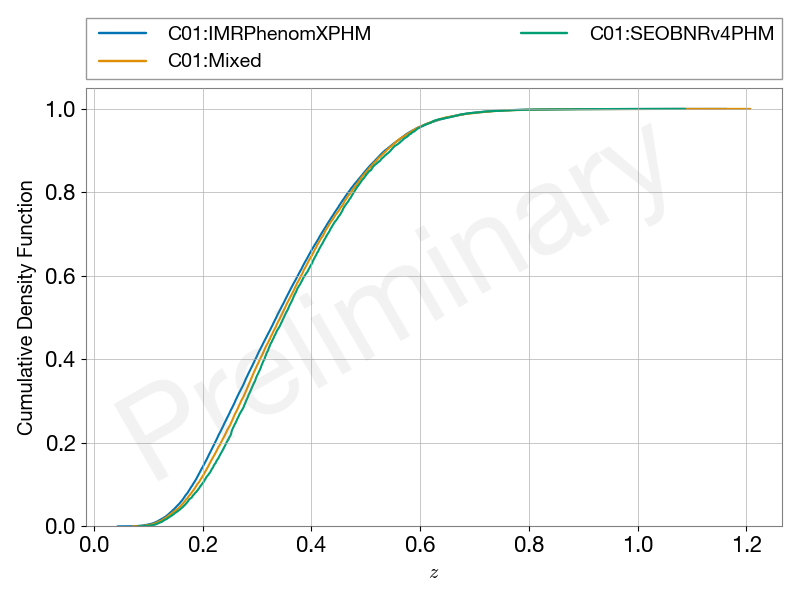 C01:IMRPhenomXPHM
C01:Mixed
C01:SEOBNRv4PHM
Preliminary
Cumulative Density Function
1.0
0.8
0.6
0.4
0.2
0.0
0.0 0.2 0.4 0.6 0.8 1.0 1.2
z